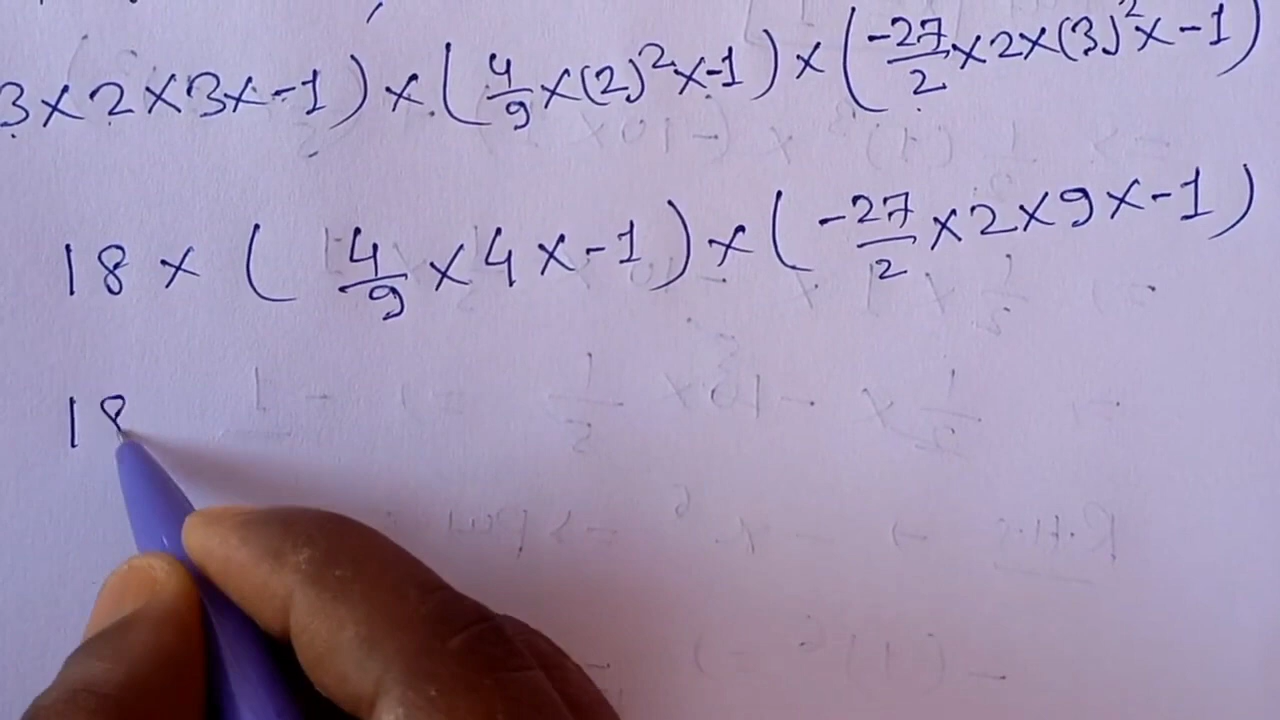 3×2×3×-1) × (4/9 ×(2)²×-1) × (-27/2 ×2×(3)²×-1)
18 × ( 4/9 ×4×-1) × ( -27/2 ×2×9×-1)
18